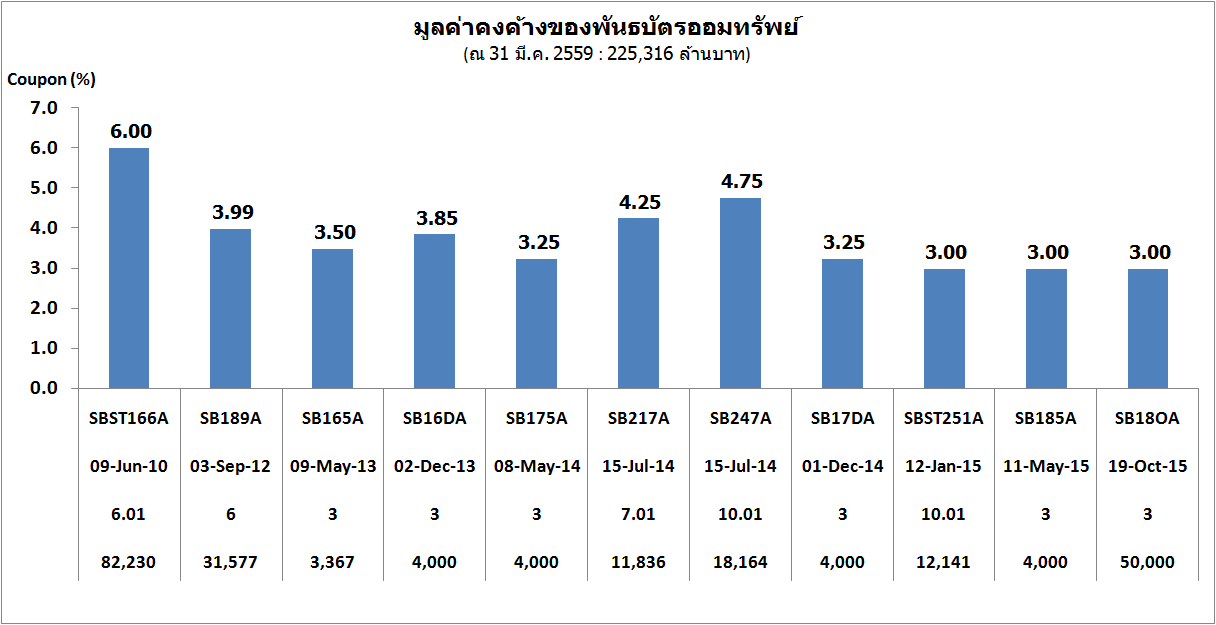 มูลค่าคงค้างของพันธบัตรออมทรัพย์
(ณ 31 มี.ค. 2559 : 225,316 ล้านบาท)
Coupon (%)
7.0
6.0
5.0
4.0
3.0
2.0
1.0
0.0
6.00 3.99 3.50 3.85 3.25 4.25 4.75 3.25 3.00 3.00 3.00
SBST166A SB189A SB165A SB16DA SB175A SB217A SB247A SB17DA SBST251A SB185A SB18OA
09-Jun-10 03-Sep-12 09-May-13 02-Dec-13 08-May-14 15-Jul-14 15-Jul-14 01-Dec-14 12-Jan-15 11-May-15 19-Oct-15
6.01 6 3 3 3 7.01 10.01 3 10.01 3 3
82,230 31,577 3,367 4,000 4,000 11,836 18,164 4,000 12,141 4,000 50,000